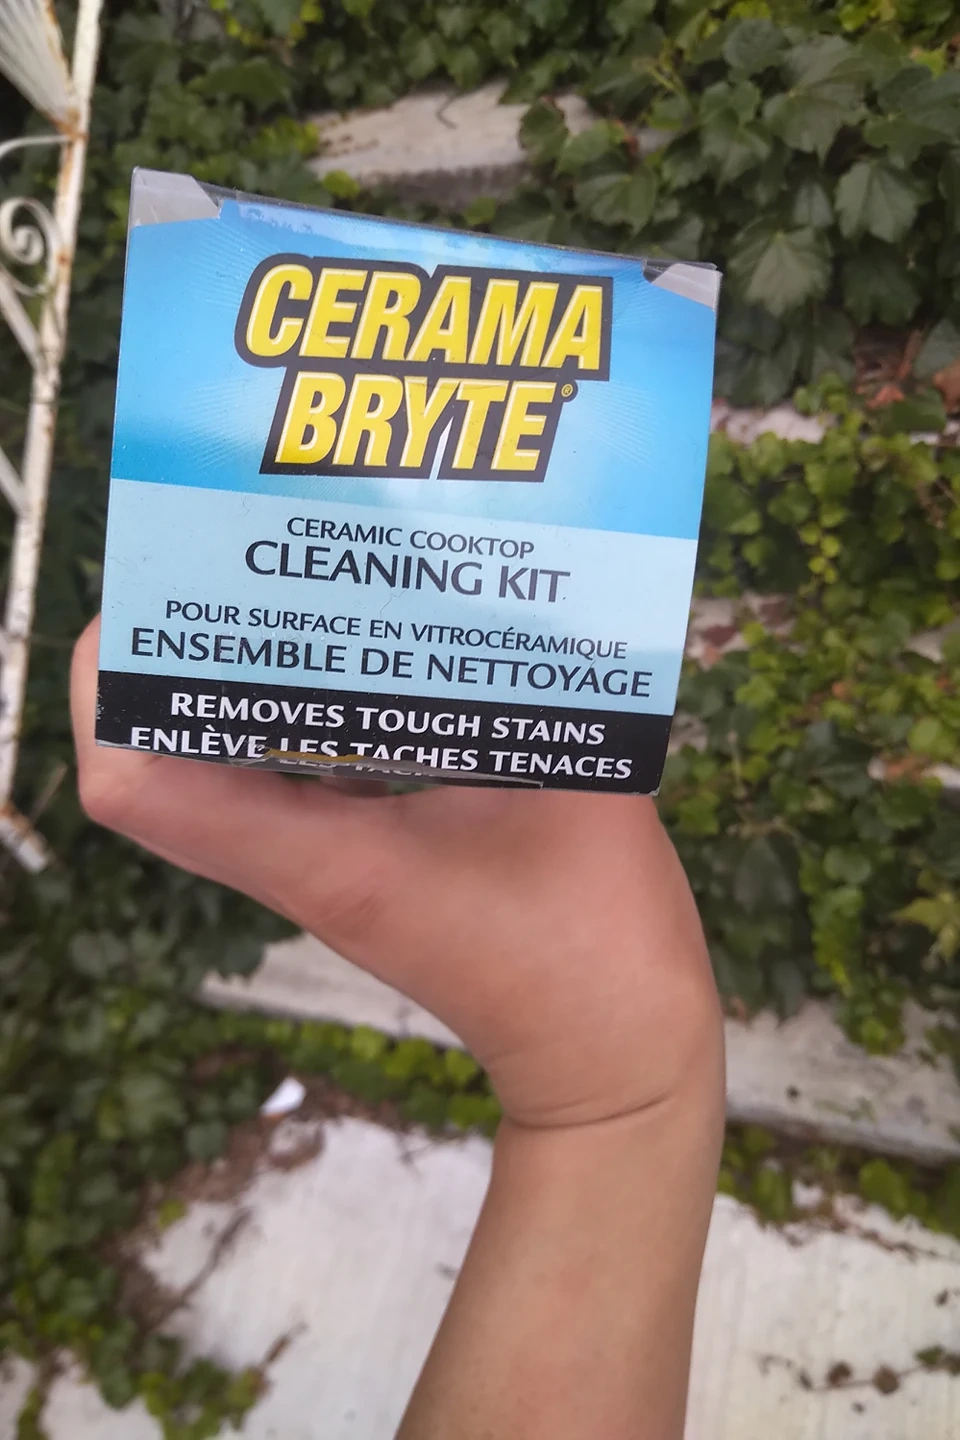 CERAMA
BRYTE®
CERAMIC COOKTOP
CLEANING KIT
POUR SURFACE EN VITROCÉRAMIQUE
ENSEMBLE DE NETTOYAGE
REMOVES TOUGH STAINS
ENLÈVE LES TACHES TENACES